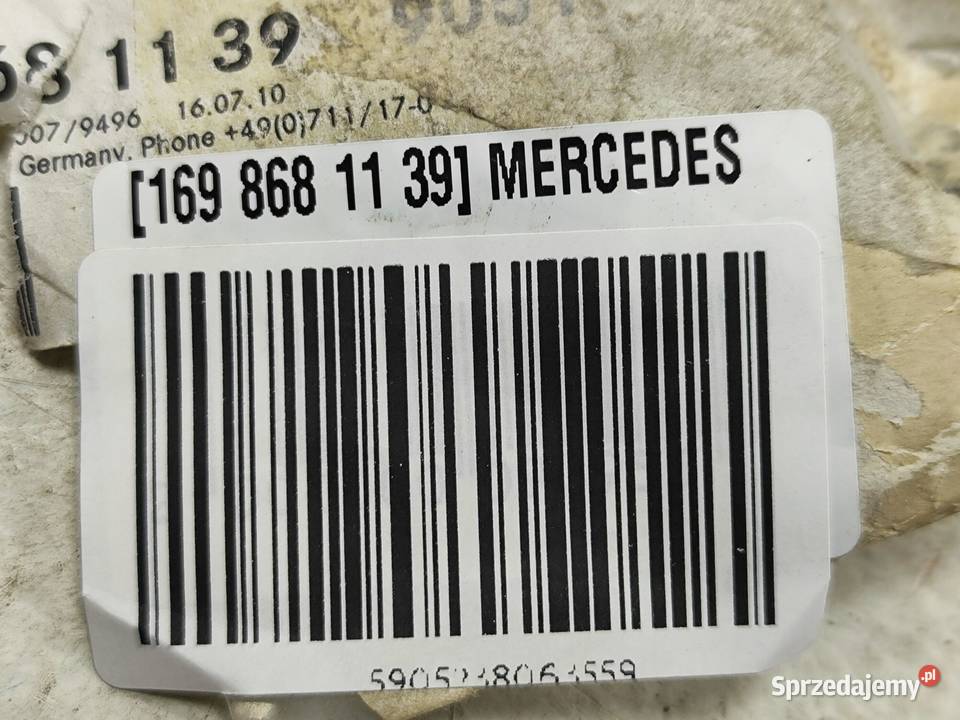 68 11 39
507/9496 16.07.10
Germany, Phone +49(0)711/17-0
[169 868 11 39] MERCEDES
Sprzedajemy.pl